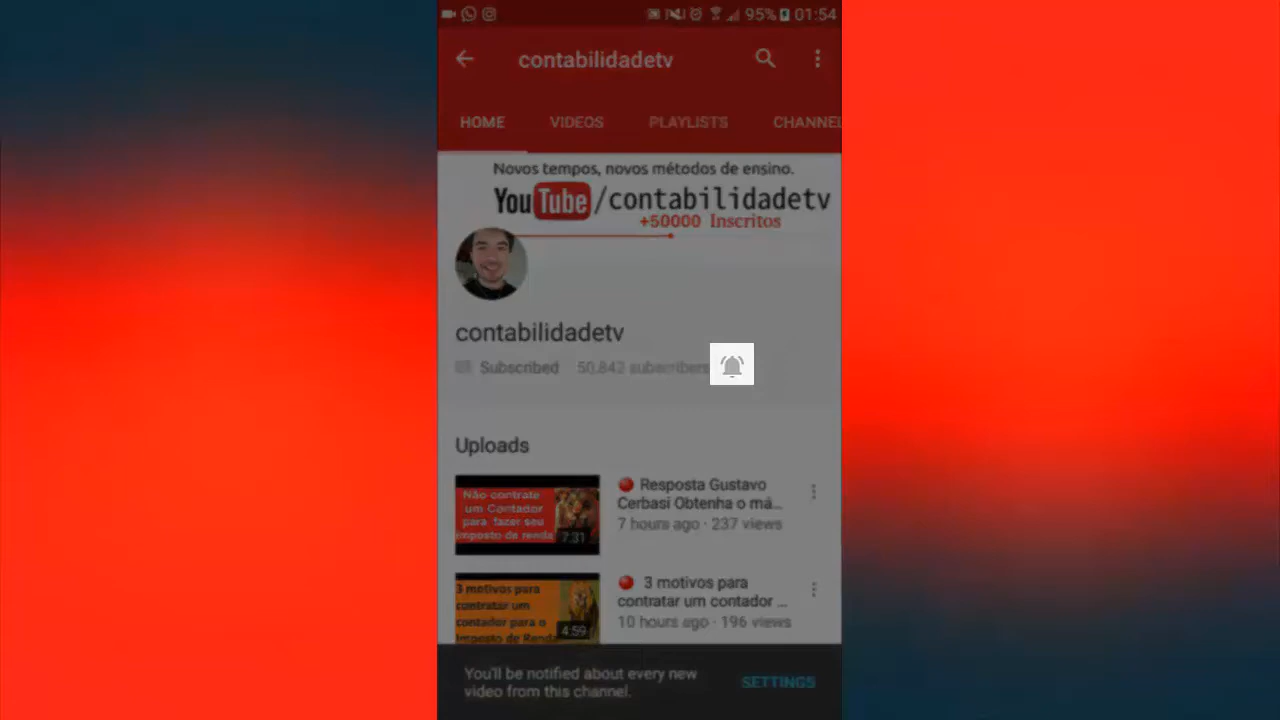 95% 01:54
contabilidadetv
HOME VIDEOS PLAYLISTS CHANNEL
Novos tempos, novos métodos de ensino.
YouTube/contabilidadetv
+50000 Inscritos
contabilidadetv
Subscribed 50,842 subscribers
Uploads
Não contrate
um Contador
para fazer seu
imposto de renda
7:31
Resposta Gustavo
Cerbasi Obtenha o má...
7 hours ago · 237 views
3 motivos para
contratar um
contador para o
Imposto de Renda
4:59
3 motivos para
contratar um contador ...
10 hours ago · 196 views
You'll be notified about every new
video from this channel.
SETTINGS